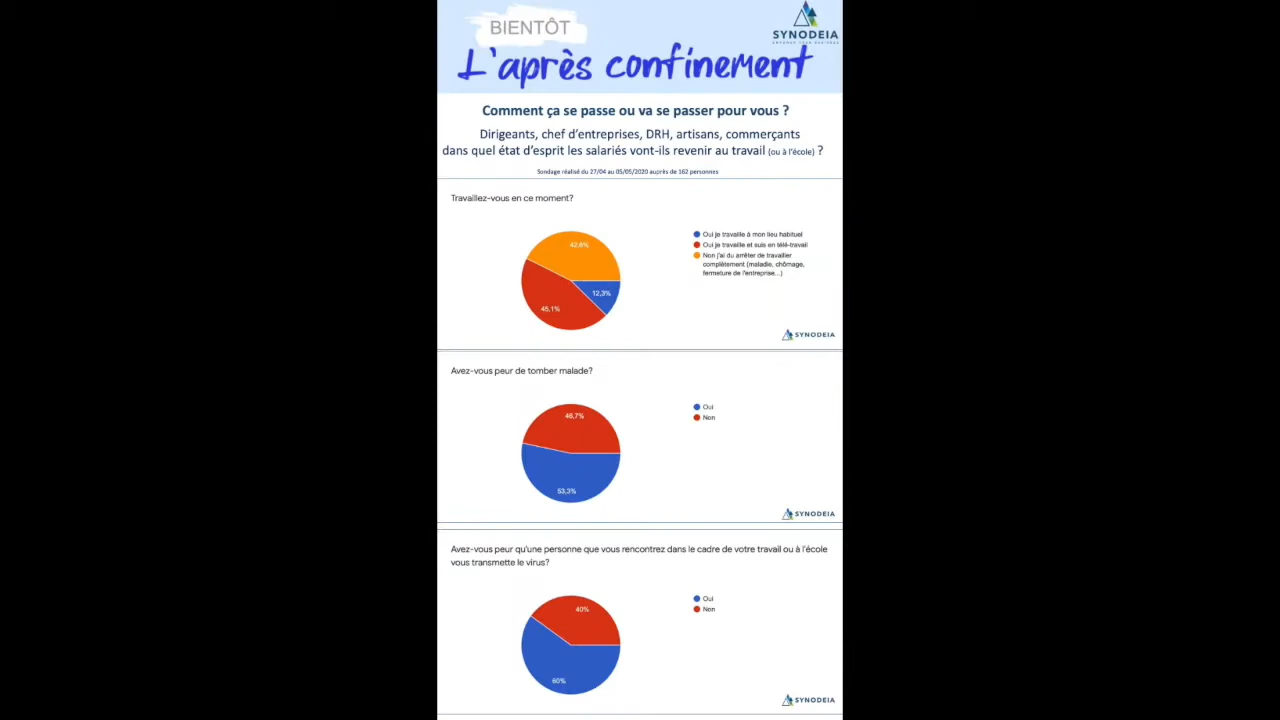 BIENTÔT
SYNODEIA
L'après confinement
Comment ça se passe ou va se passer pour vous ?
Dirigeants, chef d'entreprises, DRH, artisans, commerçants
dans quel état d'esprit les salariés vont-ils revenir au travail (ou à l'école) ?
Sondage réalisé du 27/04 au 05/05/2020 auprès de 162 personnes
Travaillez-vous en ce moment?
42,6%
12,3%
45,1%
Oui je travaille à mon lieu habituel
Oui je travaille et suis en télé-travail
Non j'ai du arrêter de travailler
complètement (maladie, chômage,
fermeture de l'entreprise...)
SYNODEIA
Avez-vous peur de tomber malade?
46,7%
53,3%
Oui
Non
SYNODEIA
Avez-vous peur qu'une personne que vous rencontrez dans le cadre de votre travail ou à l'école
vous transmette le virus?
40%
60%
Oui
Non
SYNODEIA